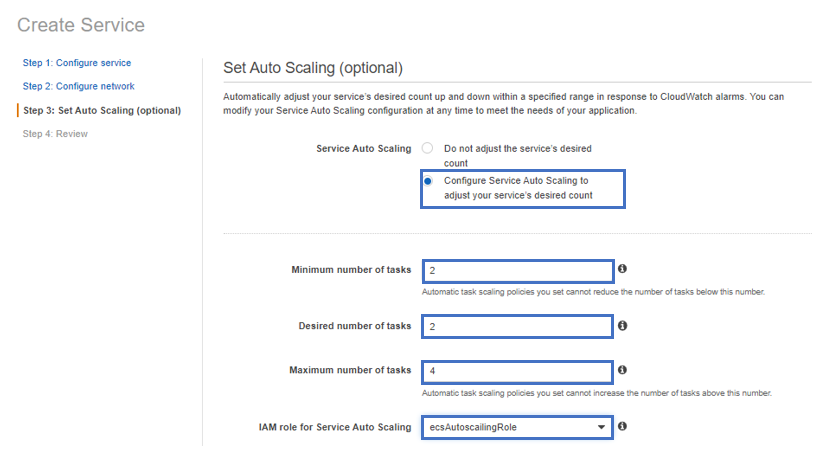 Create Service
Step 1: Configure service
Step 2: Configure network
Step 3: Set Auto Scaling (optional)
Step 4: Review
Set Auto Scaling (optional)
Automatically adjust your service's desired count up and down within a specified range in response to CloudWatch alarms. You can
modify your Service Auto Scaling configuration at any time to meet the needs of your application.
Service Auto Scaling
Do not adjust the service's desired
count
Configure Service Auto Scaling to
adjust your service's desired count
Minimum number of tasks
2
Automatic task scaling policies you set cannot reduce the number of tasks below this number.
Desired number of tasks
2
Maximum number of tasks
4
Automatic task scaling policies you set cannot increase the number of tasks above this number.
IAM role for Service Auto Scaling
ecsAutoscailingRole